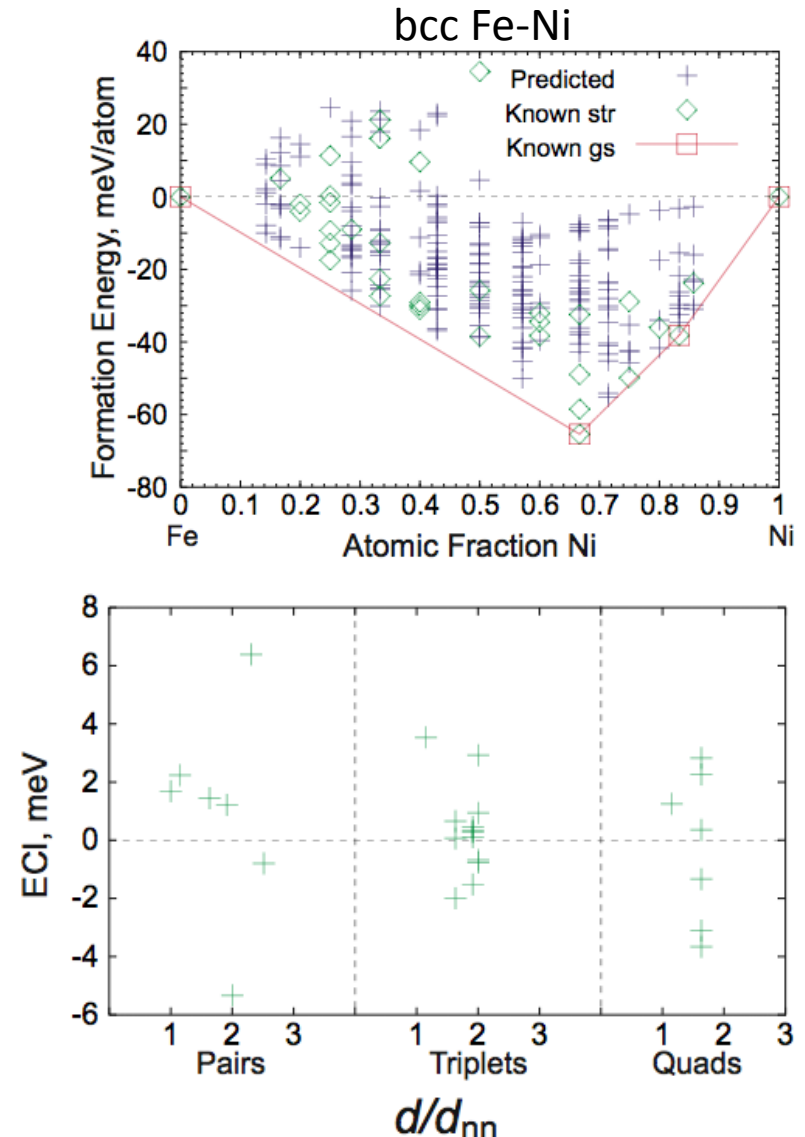 bcc Fe-Ni
Formation Energy, meV/atom
40
20
0
-20
-40
-60
-80
Predicted
Known str
Known gs
0 0.1 0.2 0.3 0.4 0.5 0.6 0.7 0.8 0.9 1
Fe Ni
Atomic Fraction Ni
ECI, meV
8
6
4
2
0
-2
-4
-6
1 2 3 1 2 3 1 2 3
Pairs Triplets Quads
d/dnn